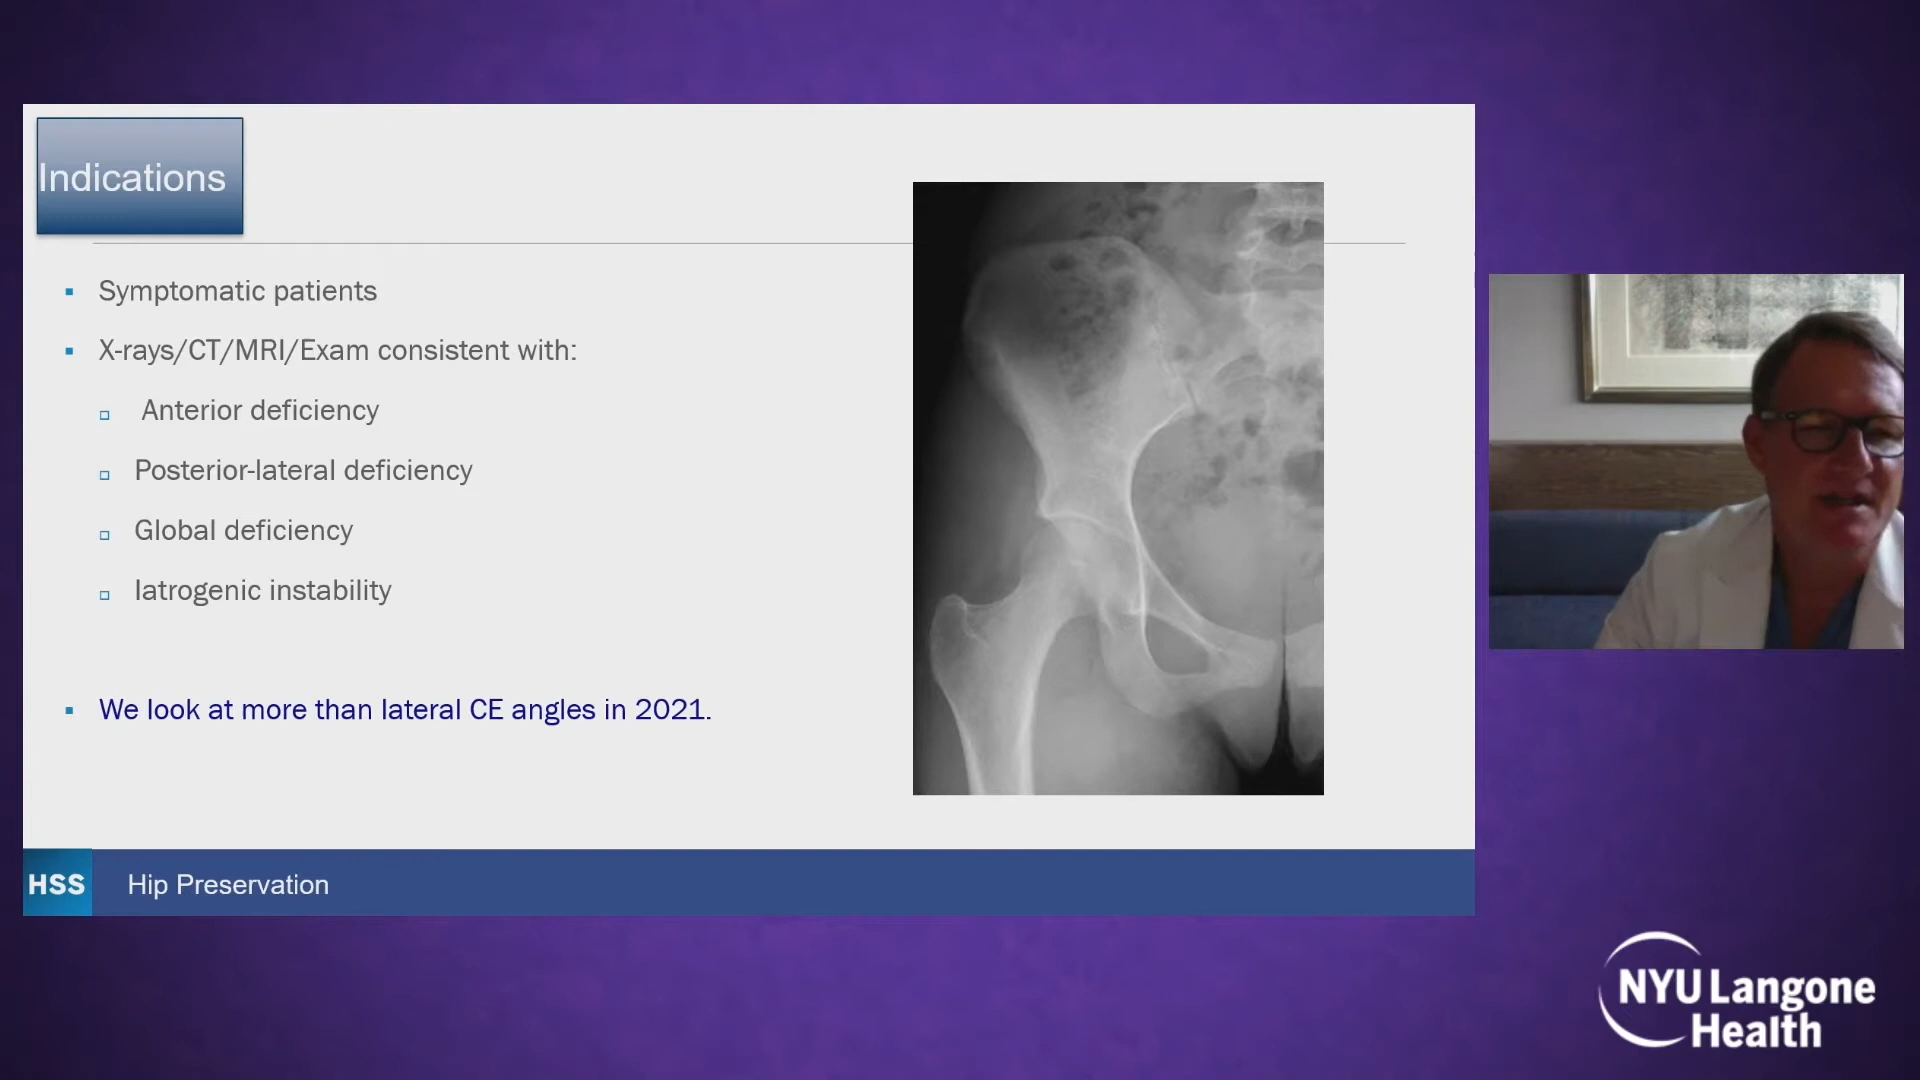 Indications
Symptomatic patients
X-rays/CT/MRI/Exam consistent with:
Anterior deficiency
Posterior-lateral deficiency
Global deficiency
Iatrogenic instability
We look at more than lateral CE angles in 2021.
HSS Hip Preservation
NYU Langone
Health